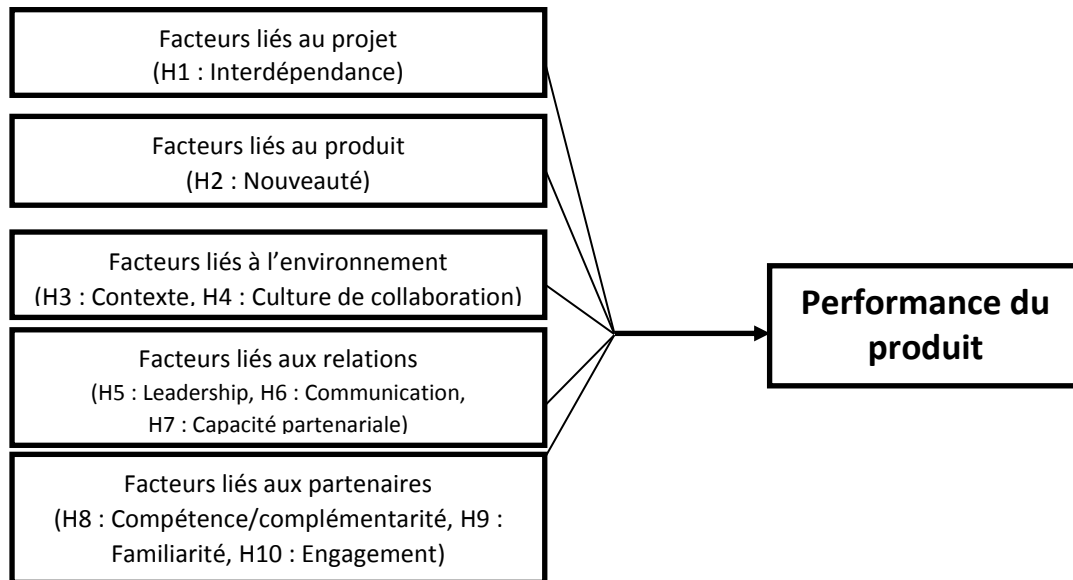 Facteurs liés au projet
(H1 : Interdépendance)
Facteurs liés au produit
(H2 : Nouveauté)
Facteurs liés à l’environnement
(H3 : Contexte, H4 : Culture de collaboration)
Facteurs liés aux relations
(H5 : Leadership, H6 : Communication,
H7 : Capacité partenariale)
Facteurs liés aux partenaires
(H8 : Compétence/complémentarité, H9 :
Familiarité, H10 : Engagement)
Performance du
produit